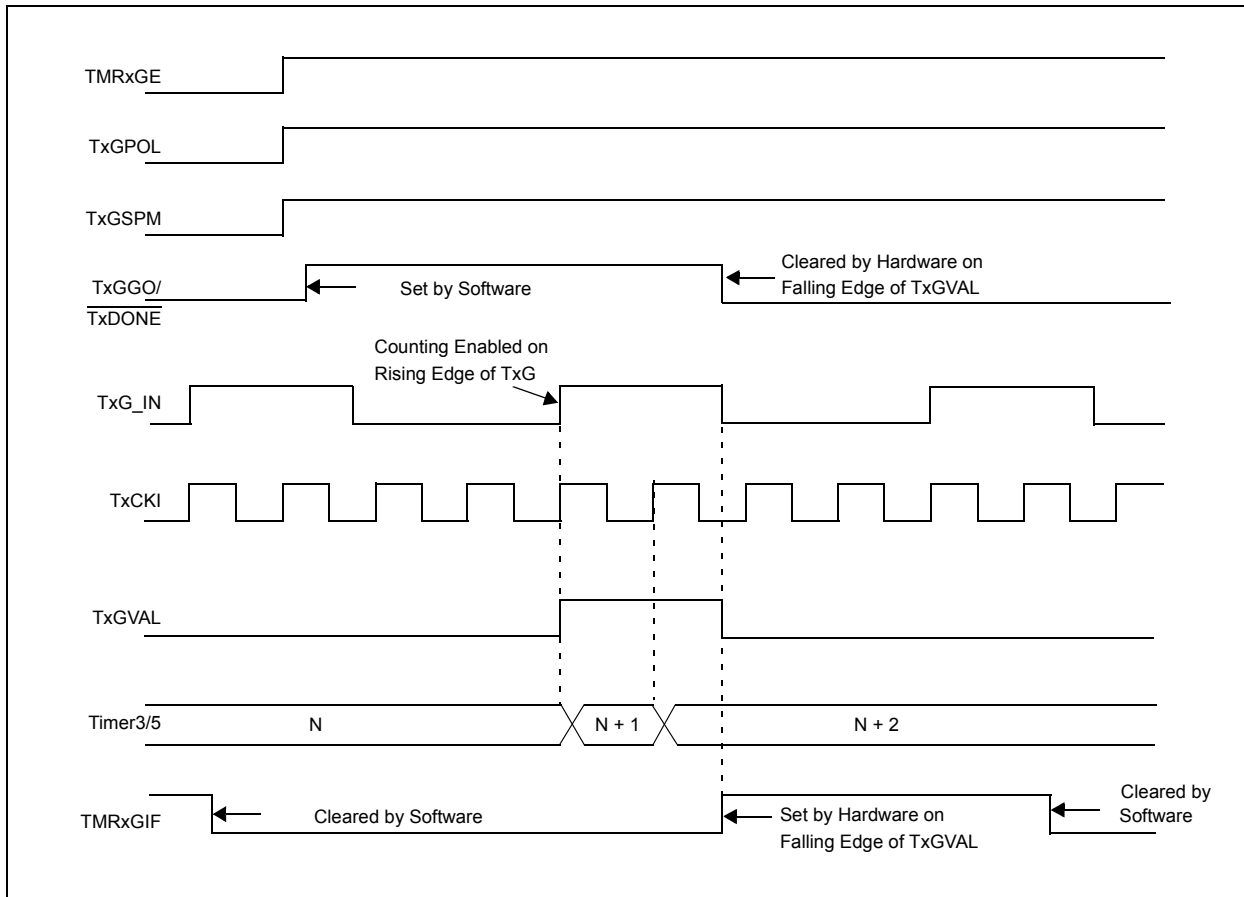 TMRxGE
TxGPOL
TxGSPM
TxGGO/
TxDONE
Set by Software
Cleared by Hardware on
Falling Edge of TxGVAL
Counting Enabled on
Rising Edge of TxG
TxG_IN
TxCKI
TxGVAL
Timer3/5
N
N + 1
N + 2
TMRxGIF
Cleared by Software
Set by Hardware on
Falling Edge of TxGVAL
Cleared by
Software